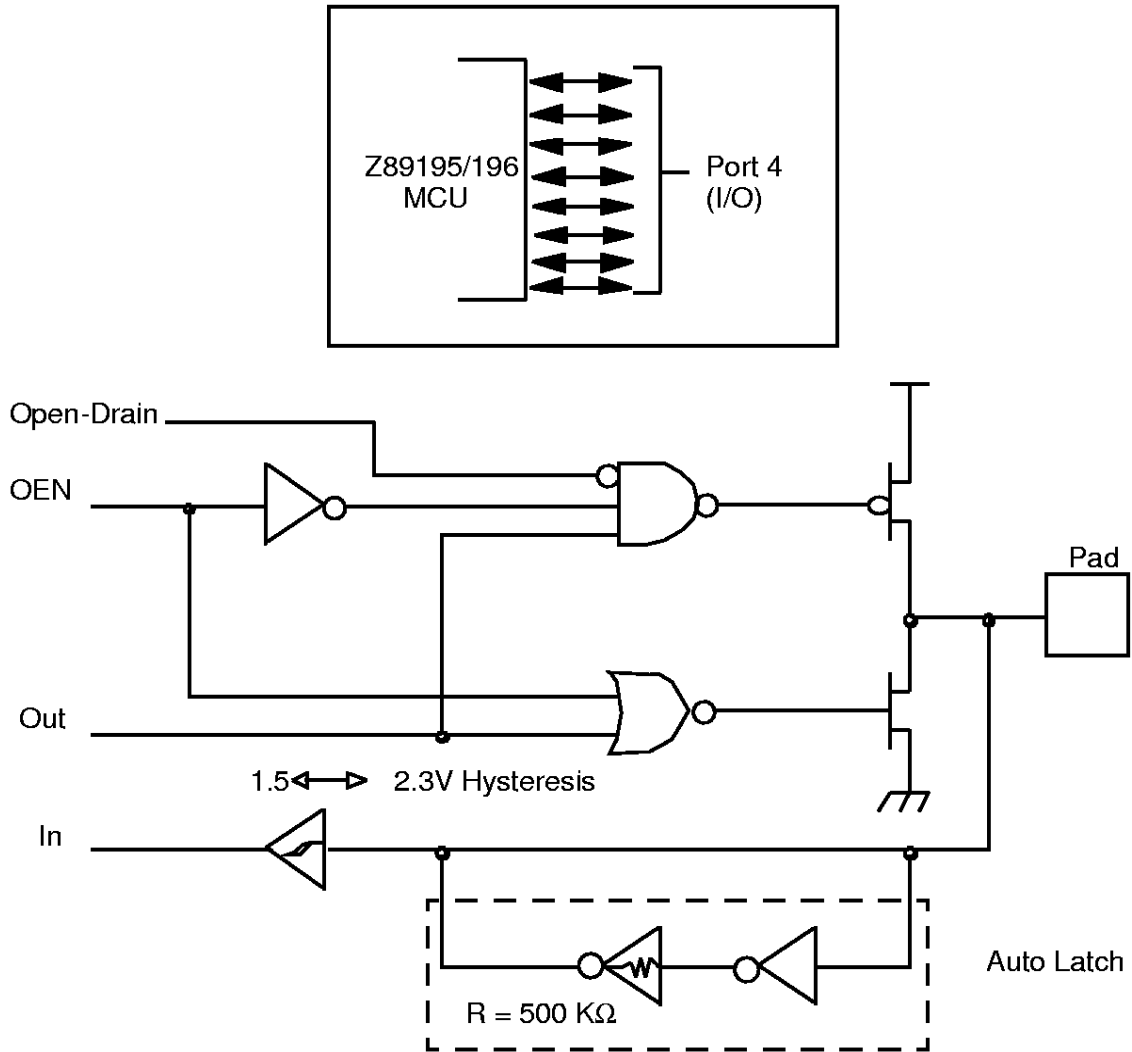 Z89195/196
MCU
Port 4
(I/O)
Open-Drain
OEN
Pad
Out
1.5 2.3V Hysteresis
In
Auto Latch
R = 500 KΩ